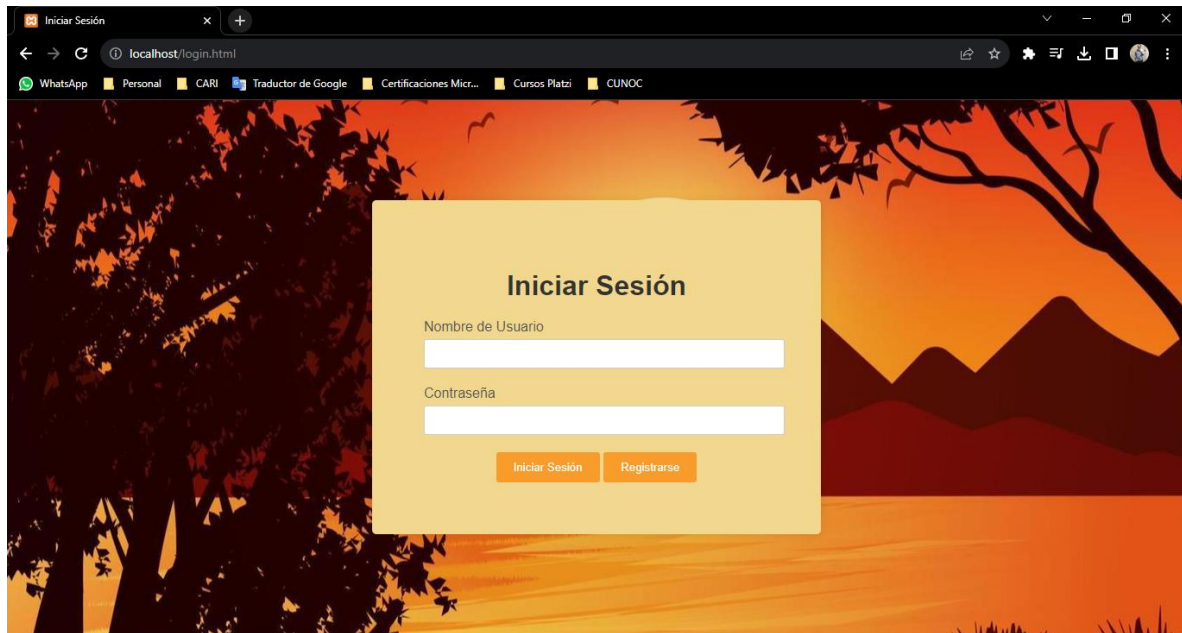 Iniciar Sesión
localhost/login.html
WhatsApp Personal CARI Traductor de Google Certificaciones Micr... Cursos Platzi CUNOC
Iniciar Sesión
Nombre de Usuario
Contraseña
Iniciar Sesión Registrarse